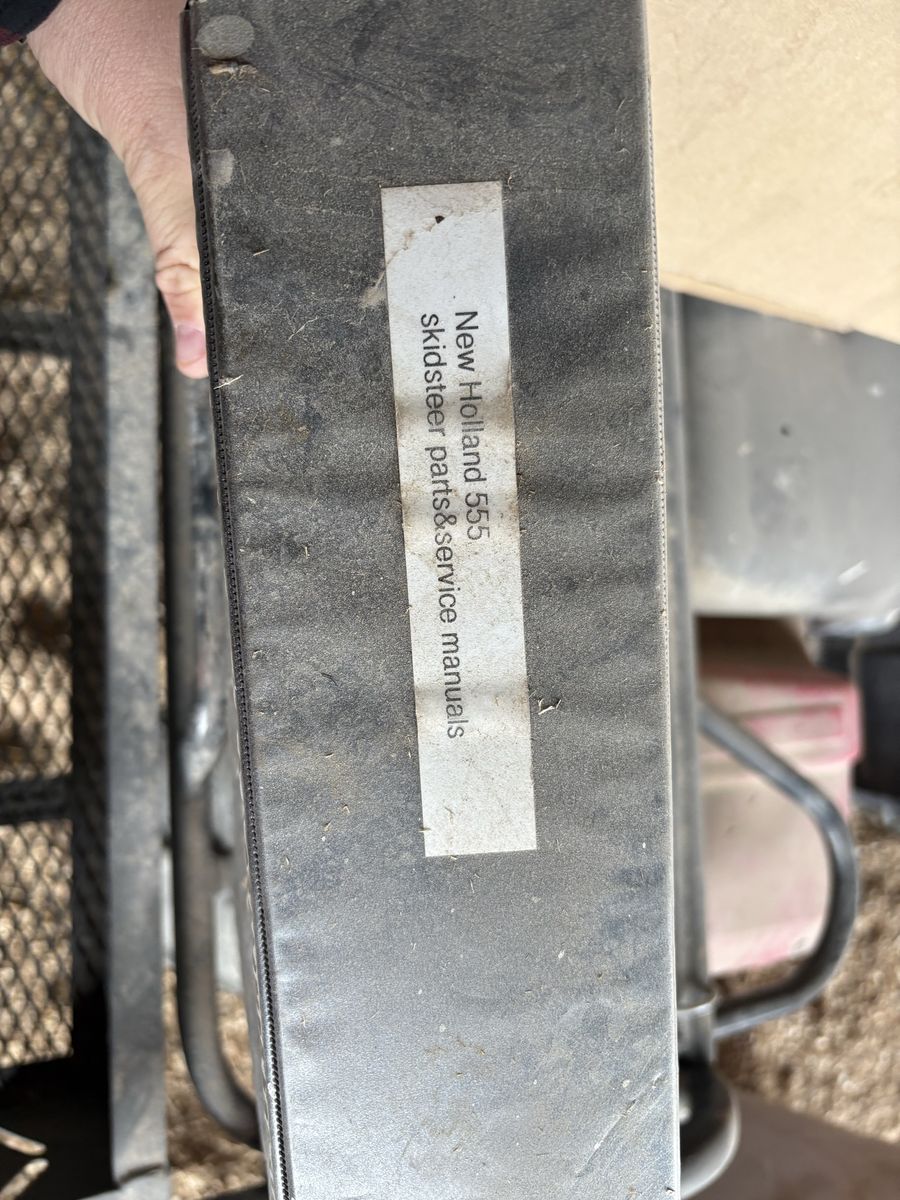 New Holland 555
skidsteer parts&service manuals